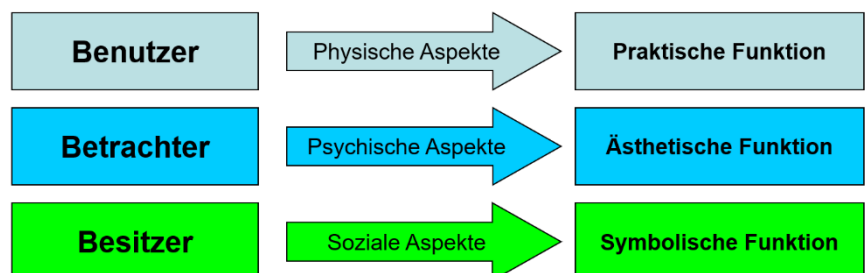 Benutzer Physische Aspekte Praktische Funktion
Betrachter Psychische Aspekte Ästhetische Funktion
Besitzer Soziale Aspekte Symbolische Funktion